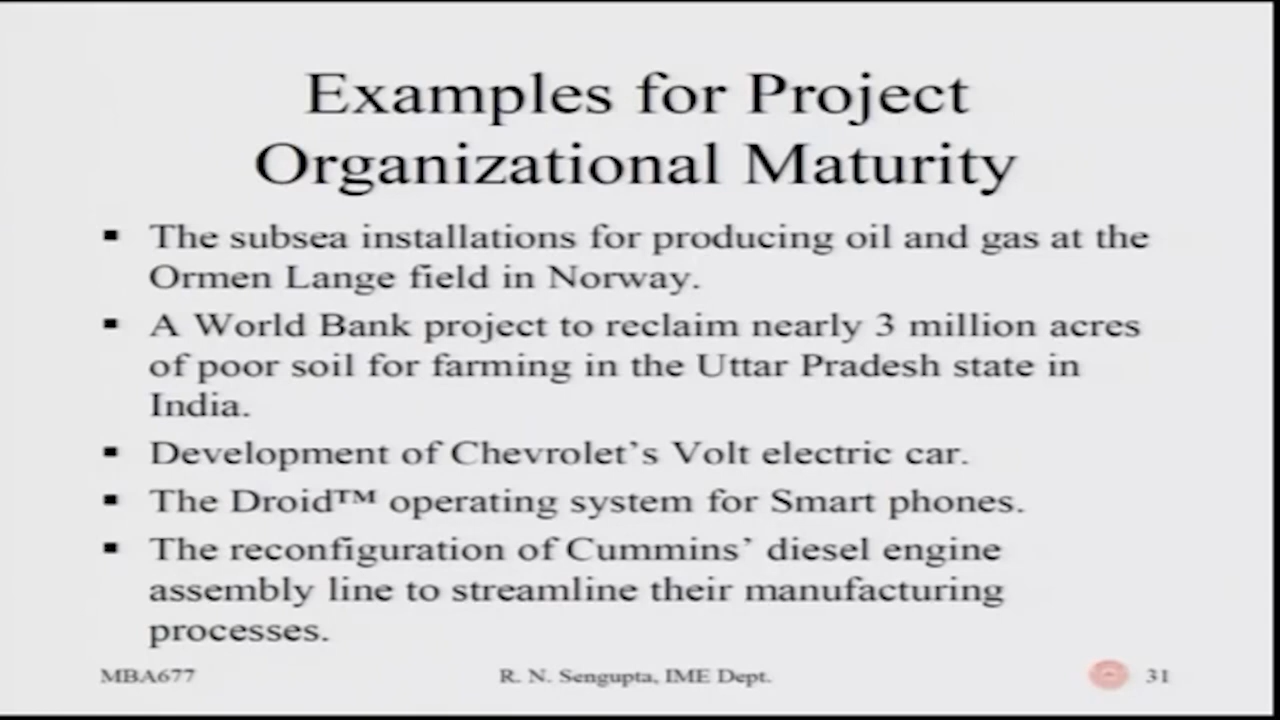 Examples for Project
Organizational Maturity
▪ The subsea installations for producing oil and gas at the
Ormen Lange field in Norway.
▪ A World Bank project to reclaim nearly 3 million acres
of poor soil for farming in the Uttar Pradesh state in
India.
▪ Development of Chevrolet’s Volt electric car.
▪ The Droid™ operating system for Smart phones.
▪ The reconfiguration of Cummins’ diesel engine
assembly line to streamline their manufacturing
processes.
MBA677 R. N. Sengupta, IME Dept. 31